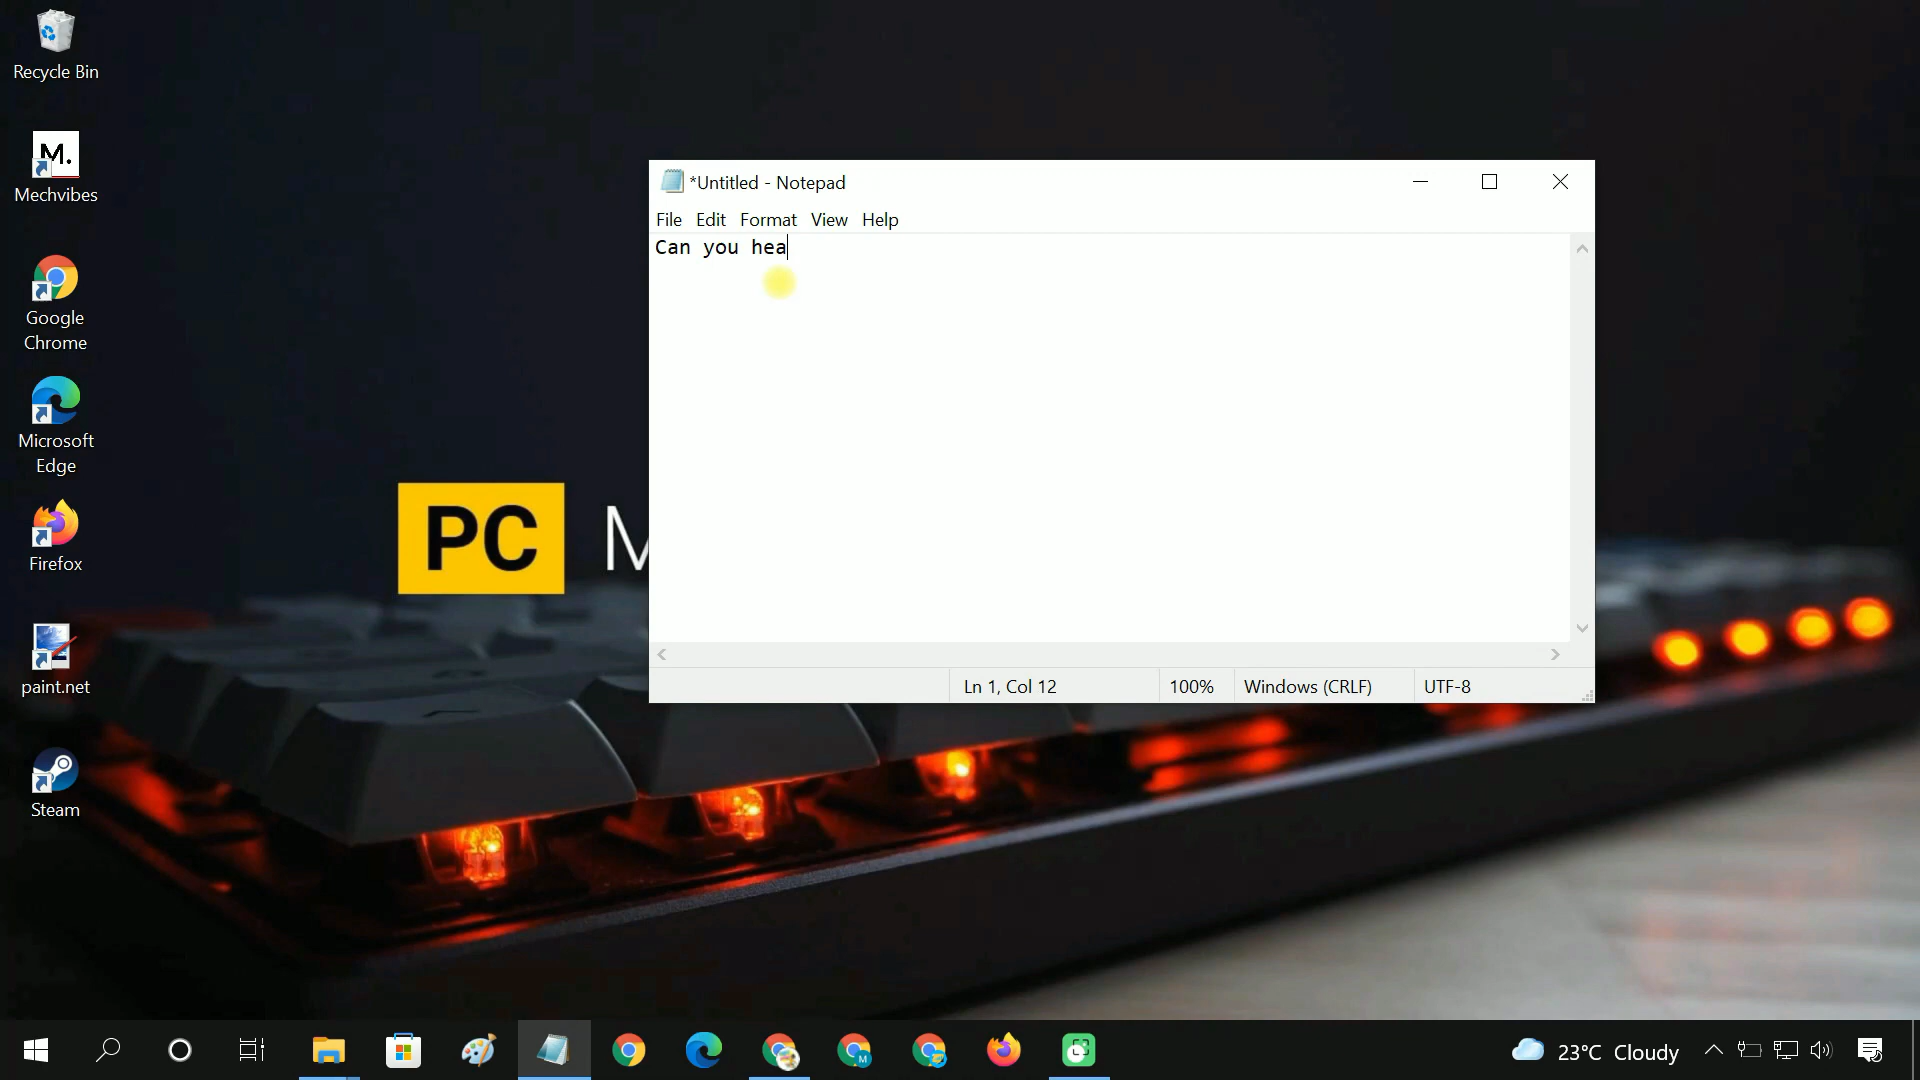 Recycle Bin
M.
Mechvibes
Google
Chrome
Microsoft
Edge
Firefox
paint.net
Steam
PC M
*Untitled - Notepad
File Edit Format View Help
Can you hea
Ln 1, Col 12
100%
Windows (CRLF)
UTF-8
M
23°C Cloudy